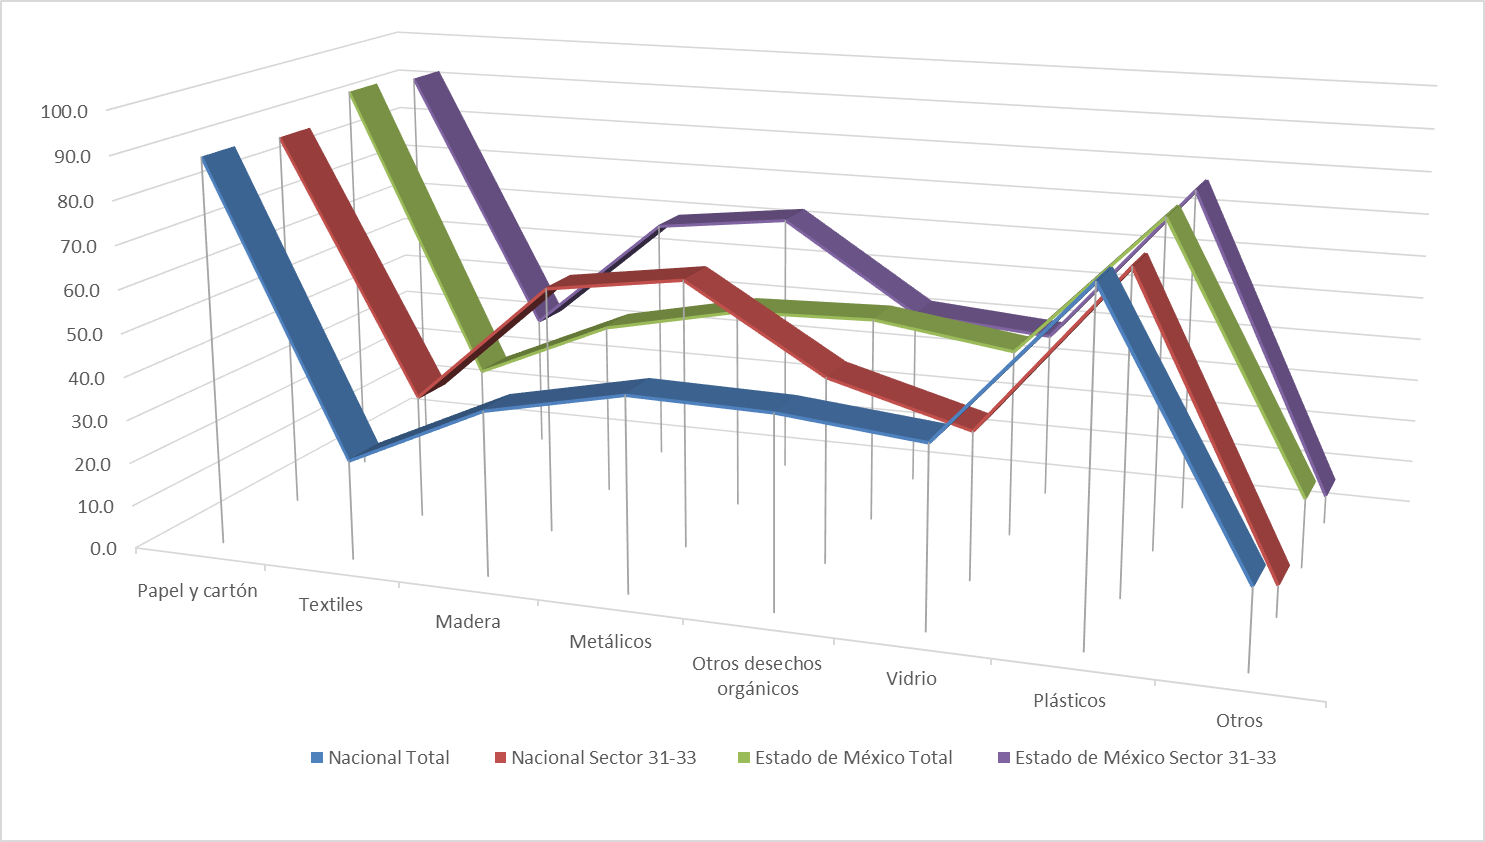 100.0
90.0
80.0
70.0
60.0
50.0
40.0
30.0
20.0
10.0
0.0
Papel y cartón
Textiles
Madera
Metálicos
Otros desechos
orgánicos
Vidrio
Plásticos
Otros
Nacional Total
Nacional Sector 31-33
Estado de México Total
Estado de México Sector 31-33